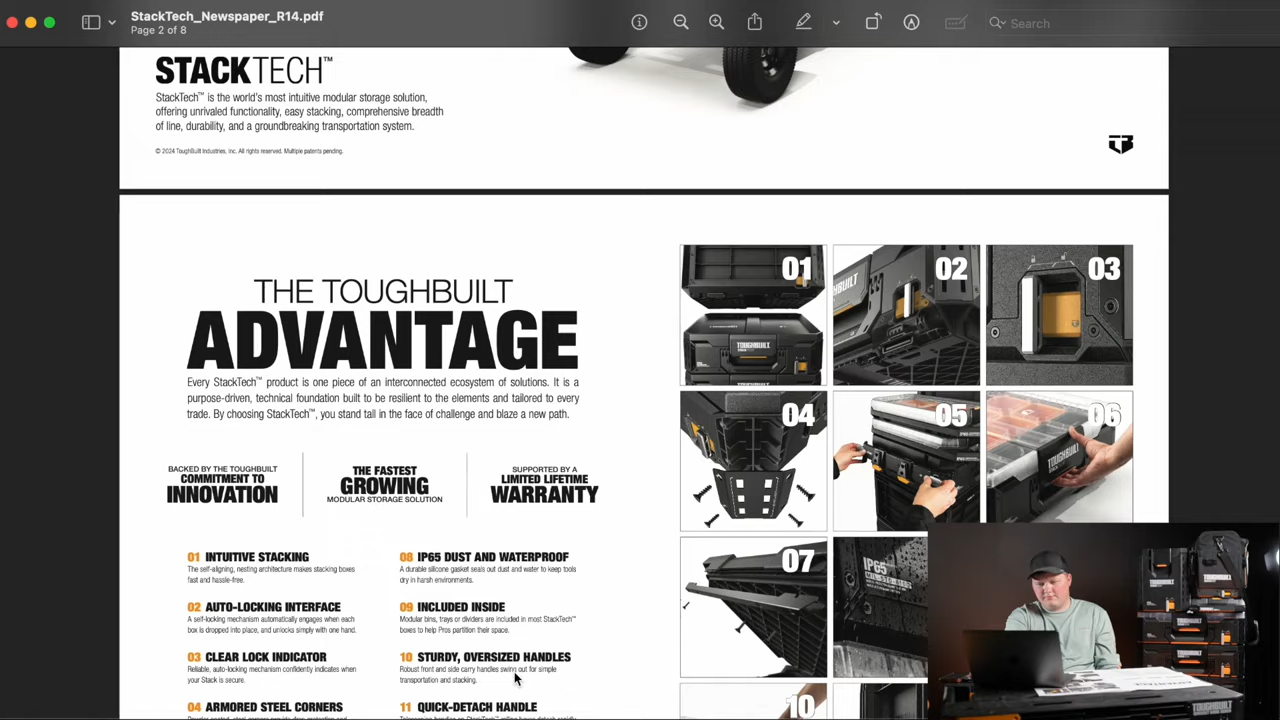 StackTech_Newspaper_R14.pdf
Page 2 of 8
Search
STACKTECH™
StackTech™ is the world's most intuitive modular storage solution,
offering unrivaled functionality, easy stacking, comprehensive breadth
of line, durability, and a groundbreaking transportation system.
© 2024 ToughBuilt Industries, Inc. All rights reserved. Multiple patents pending.
TB
THE TOUGHBUILT
ADVANTAGE
Every StackTech™ product is one piece of an interconnected ecosystem of solutions. It is a
purpose-driven, technical foundation built to be resilient to the elements and tailored to every
trade. By choosing StackTech™, you stand tall in the face of challenge and blaze a new path.
BACKED BY THE TOUGHBUILT
COMMITMENT TO
INNOVATION
THE FASTEST
GROWING
MODULAR STORAGE SOLUTION
SUPPORTED BY A
LIMITED LIFETIME
WARRANTY
01 INTUITIVE STACKING
The self-aligning, nesting architecture makes stacking boxes
fast and hassle-free.
02 AUTO-LOCKING INTERFACE
A self-locking mechanism automatically engages when each
box is dropped into place, and unlocks simply with one hand.
03 CLEAR LOCK INDICATOR
Reliable, auto-locking mechanism confidently indicates when
your Stack is secure.
04 ARMORED STEEL CORNERS
08 IP65 DUST AND WATERPROOF
A durable silicone gasket seals out dust and water to keep tools
dry in harsh environments.
09 INCLUDED INSIDE
Modular bins, trays or dividers are included in most StackTech™
boxes to help Pros partition their space.
10 STURDY, OVERSIZED HANDLES
Robust front and side carry handles swing out for simple
transportation and stacking.
11 QUICK-DETACH HANDLE
01
TOUGHBUILT
02
03
04
05
06
TOUGHBUILT
07
IP65
10
TOUGHBUILT
TOUGHBUILT
TOUGHBUILT